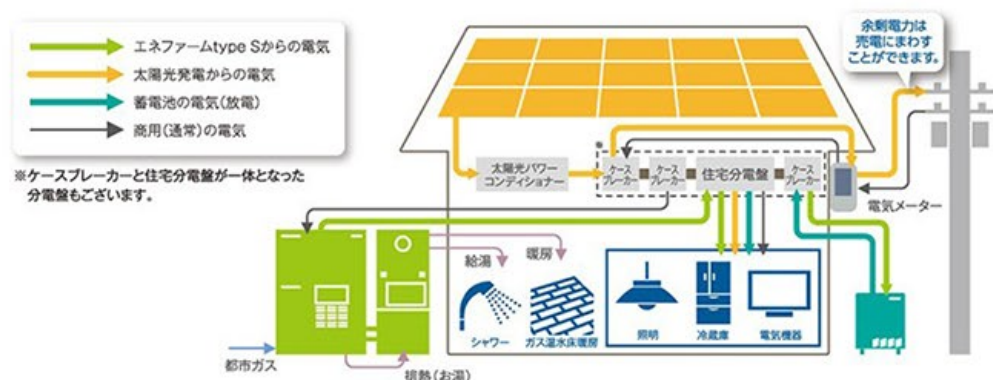 エネファームtype Sからの電気
太陽光発電からの電気
蓄電池の電気(放電)
商用(通常)の電気
※ケースブレーカーと住宅分電盤が一体となった
分電盤もございます。
余剰電力は
売電にまわす
ことができます。
※
太陽光パワー
コンディショナー
ケース
ブレーカー
ケース
ブレーカー
住宅分電盤
ケース
ブレーカー
電気メーター
給湯
暖房
シャワー
ガス温水床暖房
照明
冷蔵庫
電気機器
都市ガス
排熱(お湯)